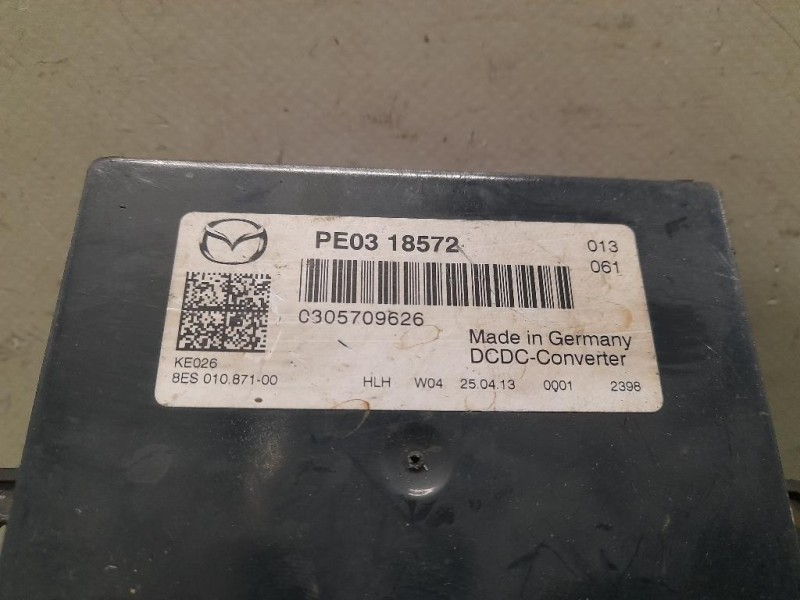 PE03 18572
013
061
0305709626
Made in Germany
DCDC-Converter
KE026
8ES 010.871-00
HLH W04 25.04.13 0001 2398